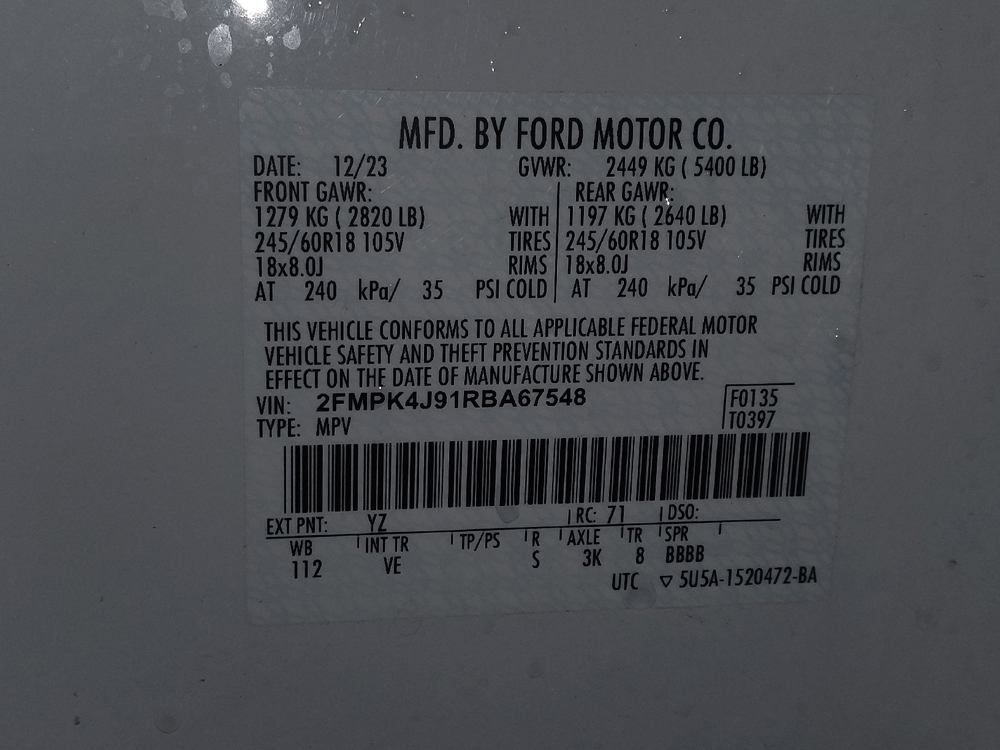 MFD. BY FORD MOTOR CO.
DATE: 12/23 GVWR: 2449 KG ( 5400 LB)
FRONT GAWR: REAR GAWR:
1279 KG ( 2820 LB) WITH 1197 KG ( 2640 LB) WITH
245/60R18 105V TIRES 245/60R18 105V TIRES
18x8.0J RIMS 18x8.0J RIMS
AT 240 kPa/ 35 PSI COLD AT 240 kPa/ 35 PSI COLD
THIS VEHICLE CONFORMS TO ALL APPLICABLE FEDERAL MOTOR
VEHICLE SAFETY AND THEFT PREVENTION STANDARDS IN
EFFECT ON THE DATE OF MANUFACTURE SHOWN ABOVE.
VIN: 2FMPK4J91RBA67548 F0135
TYPE: MPV T0397
EXT PNT: YZ RC: 71 DSO:
WB INT TR TP/PS R AXLE TR SPR
112 VE S 3K 8 BBBB
UTC ▽ 5U5A-1520472-BA